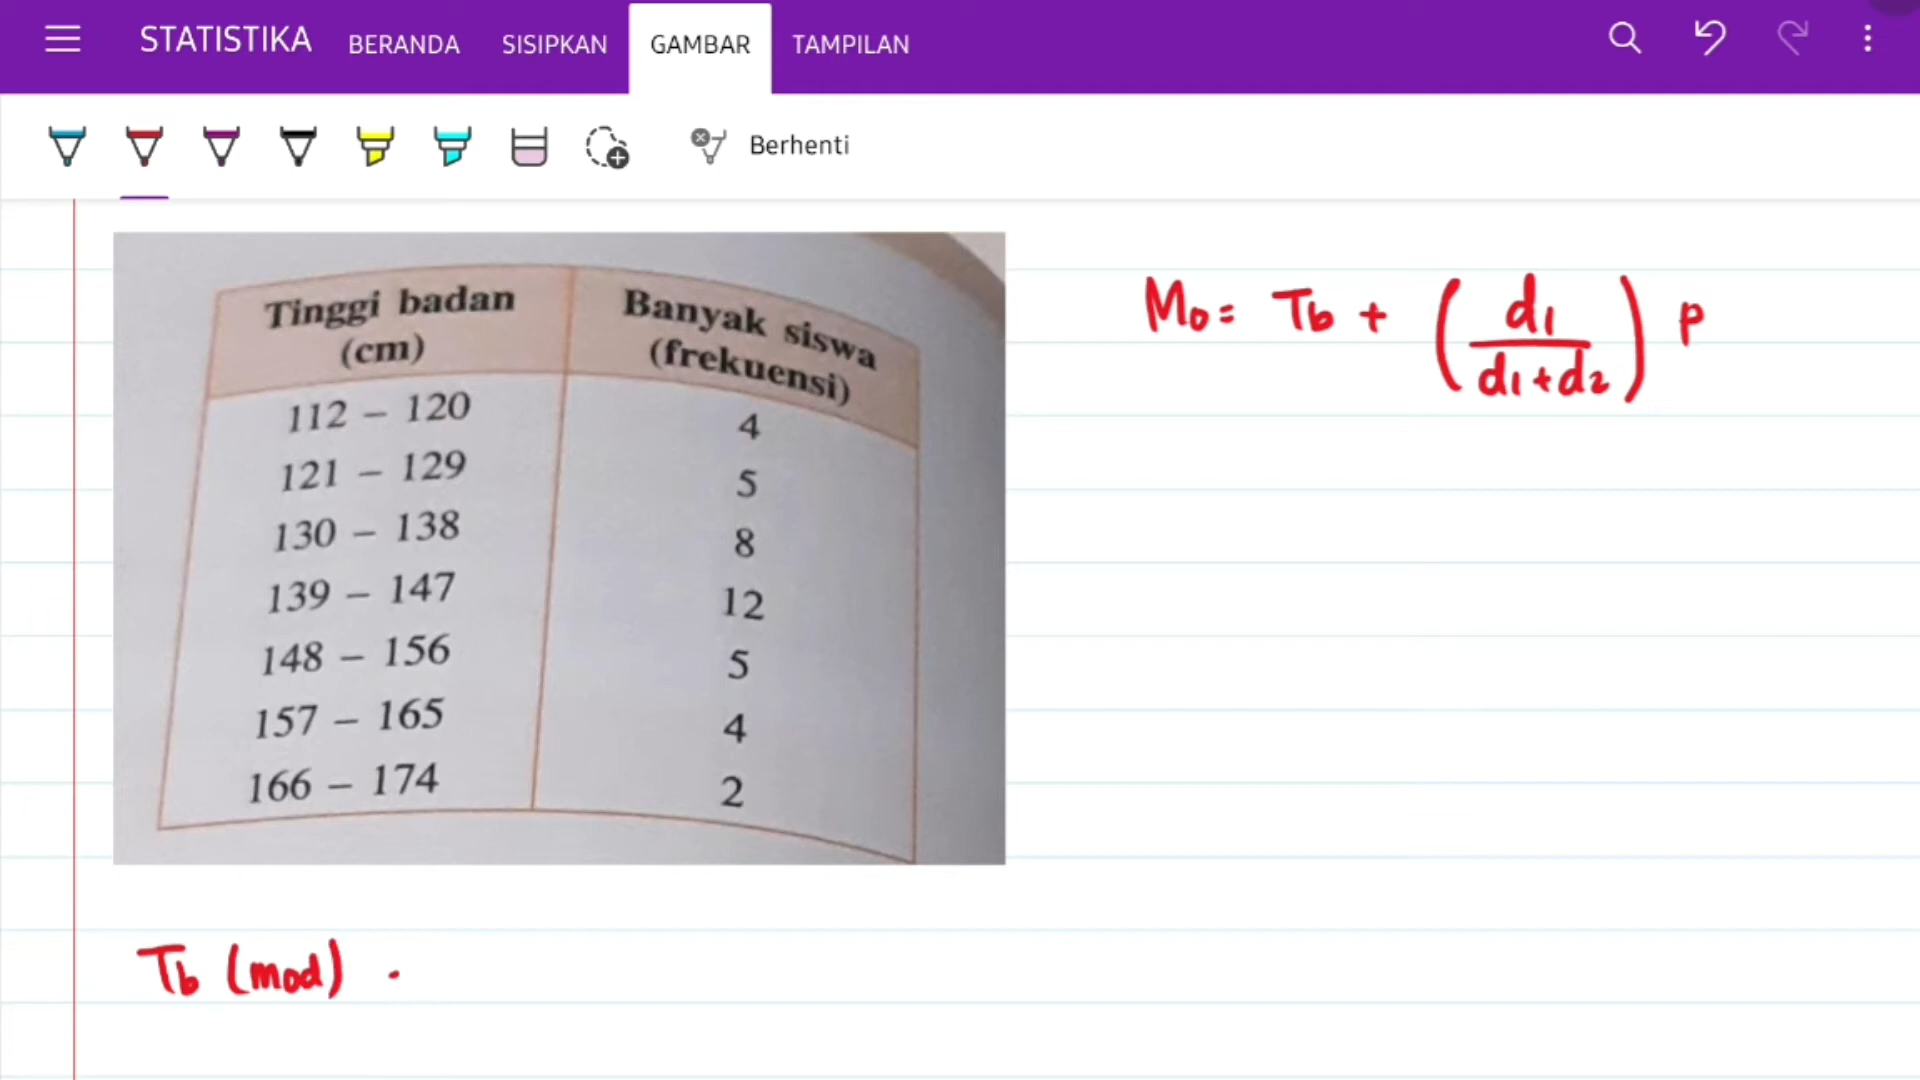 STATISTIKA BERANDA SISIPKAN GAMBAR TAMPILAN
Berhenti
Tinggi badan (cm) Banyak siswa (frekuensi)
112 – 120 4
121 – 129 5
130 – 138 8
139 – 147 12
148 – 156 5
157 – 165 4
166 – 174 2
Mo = Tb + (d1 / d1+d2) p
Tb (mod) -